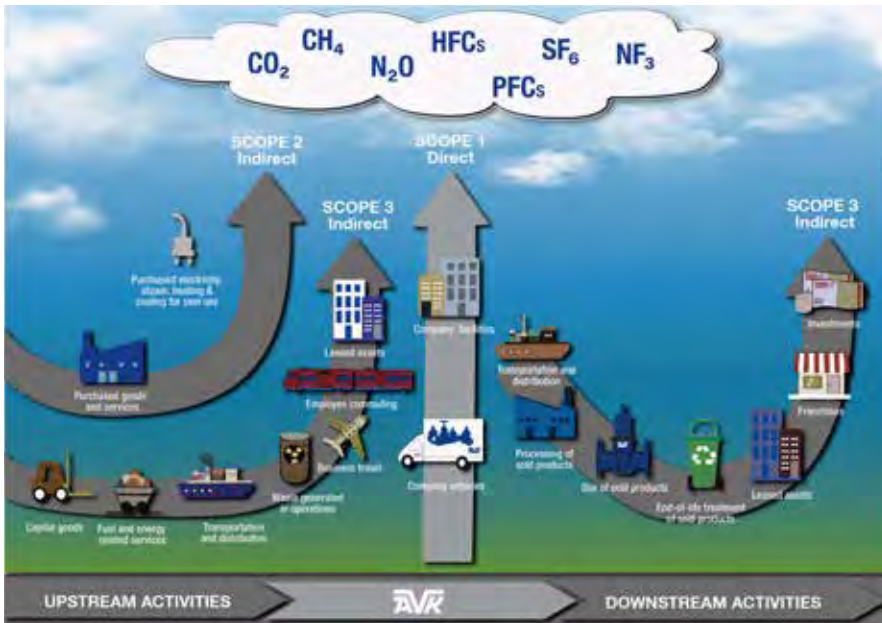 CO2
CH4
N2O
HFCs
PFCs
SF6
NF3
SCOPE 2
Indirect
SCOPE 1
Direct
SCOPE 3
Indirect
SCOPE 3
Indirect
Purchased electricity,
steam, heating &
cooling for own use
Purchased goods
and services
Leased assets
Employee commuting
Business travel
Waste generated
in operations
Transportation
and distribution
Fuel and energy
related services
Capital goods
Company facilities
Company vehicles
Transportation and
distribution
Processing of
sold products
Use of sold products
End-of-life treatment
of sold products
Leased assets
Franchises
Investments
UPSTREAM ACTIVITIES
AVK
DOWNSTREAM ACTIVITIES